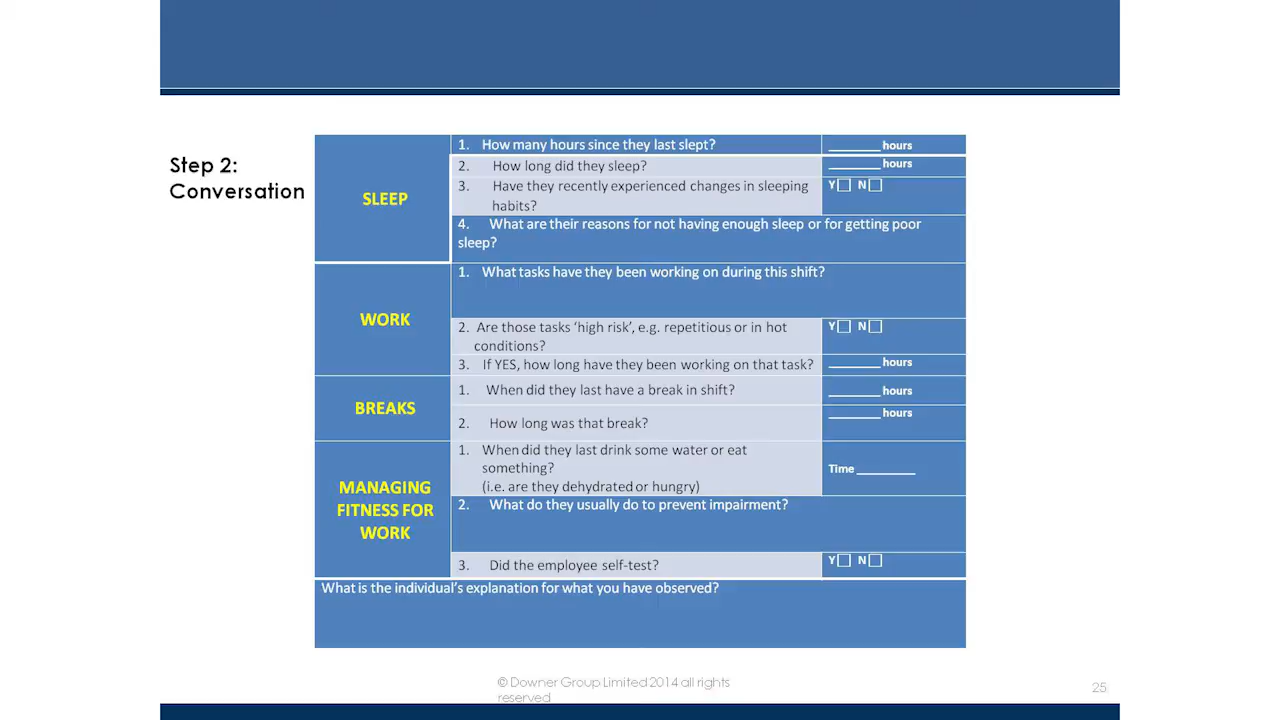 Step 2:
Conversation
SLEEP
1. How many hours since they last slept?
_______ hours
2. How long did they sleep?
_______ hours
3. Have they recently experienced changes in sleeping
habits?
Y☐ N☐
4. What are their reasons for not having enough sleep or for getting poor
sleep?
WORK
1. What tasks have they been working on during this shift?
2. Are those tasks ‘high risk’, e.g. repetitious or in hot
conditions?
Y☐ N☐
3. If YES, how long have they been working on that task?
_______ hours
BREAKS
1. When did they last have a break in shift?
_______ hours
2. How long was that break?
_______ hours
MANAGING
FITNESS FOR
WORK
1. When did they last drink some water or eat
something?
(i.e. are they dehydrated or hungry)
Time ________
2. What do they usually do to prevent impairment?
3. Did the employee self-test?
Y☐ N☐
What is the individual’s explanation for what you have observed?
© Downer Group Limited 2014 all rights
reserved
25